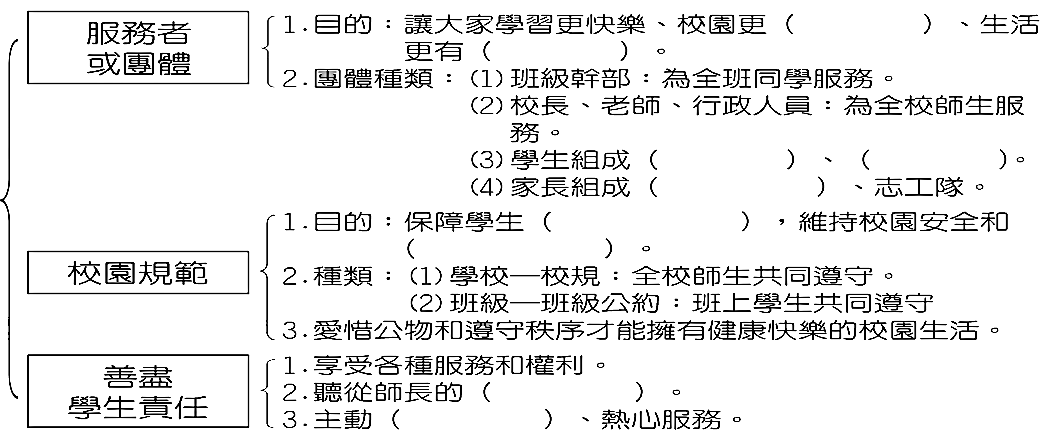 服務者
或團體
1.目的：讓大家學習更快樂、校園更（　　　　）、生活
更有（　　　　）。
2.團體種類：(1)班級幹部：為全班同學服務。
(2)校長、老師、行政人員：為全校師生服
務。
(3)學生組成（　　　　）、（　　　　）。
(4)家長組成（　　　　　）、志工隊。
校園規範
1.目的：保障學生（　　　　　　），維持校園安全和
（　　　　　　）。
2.種類：(1)學校—校規：全校師生共同遵守。
(2)班級—班級公約：班上學生共同遵守
3.愛惜公物和遵守秩序才能擁有健康快樂的校園生活。
善盡
學生責任
1.享受各種服務和權利。
2.聽從師長的（　　　　）。
3.主動（　　　　）、熱心服務。